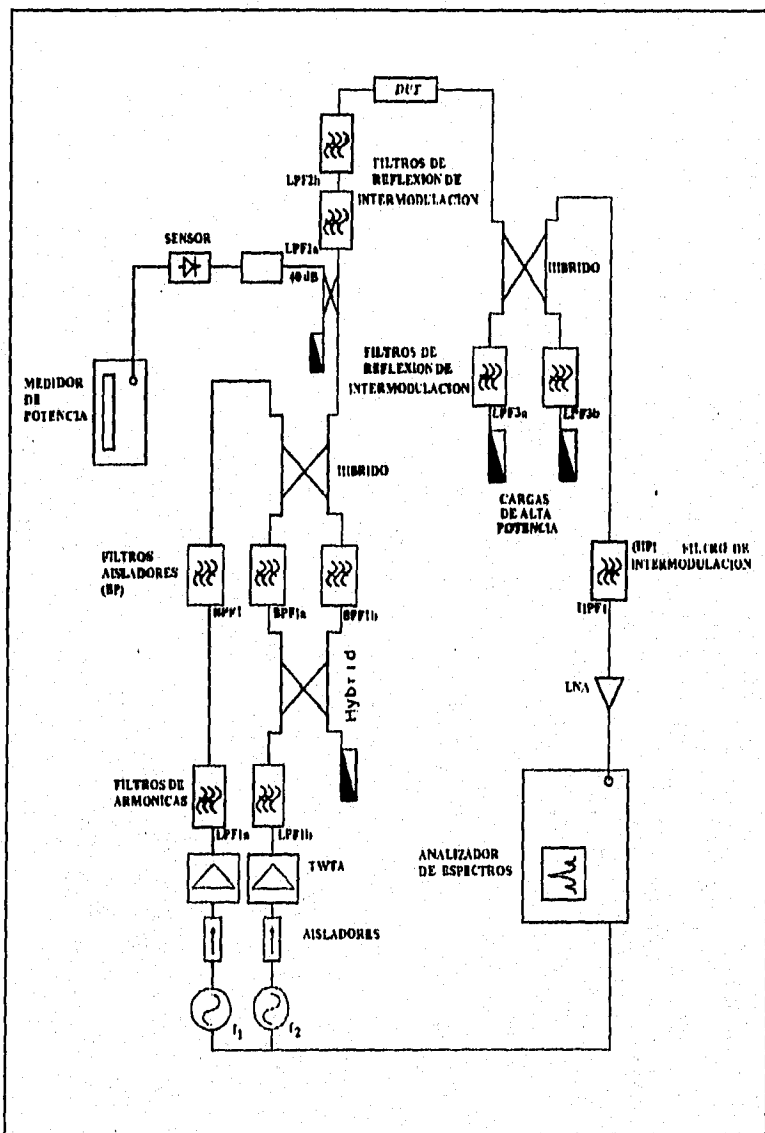 DUT
LPF2b
FILTROS DE
REFLEXION DE
INTERMODULACION
SENSOR
LPF2a
40 dB
HIBRIDO
MEDIDOR
DE
POTENCIA
FILTROS DE
REFLEXION DE
INTERMODULACION
LPF3a
LPF3b
HIBRIDO
CARGAS
DE ALTA
POTENCIA
FILTROS
AISLADORES
(BP)
BPF1
BPF1a
BPF1b
(HP) FILTRO DE
INTERMODULACION
HPF1
Hybrid
LNA
FILTROS DE
ARMONICAS
LPF1a
LPF1b
TWTA
ANALIZADOR
DE ESPECTROS
AISLADORES
f1
f2